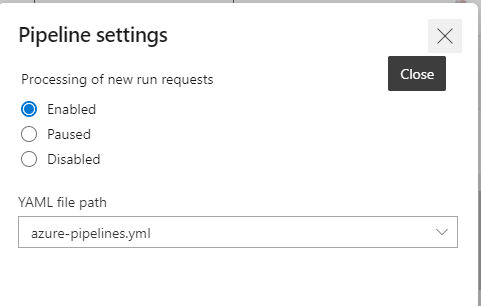 Pipeline settings
Close
Processing of new run requests
Enabled
Paused
Disabled
YAML file path
azure-pipelines.yml